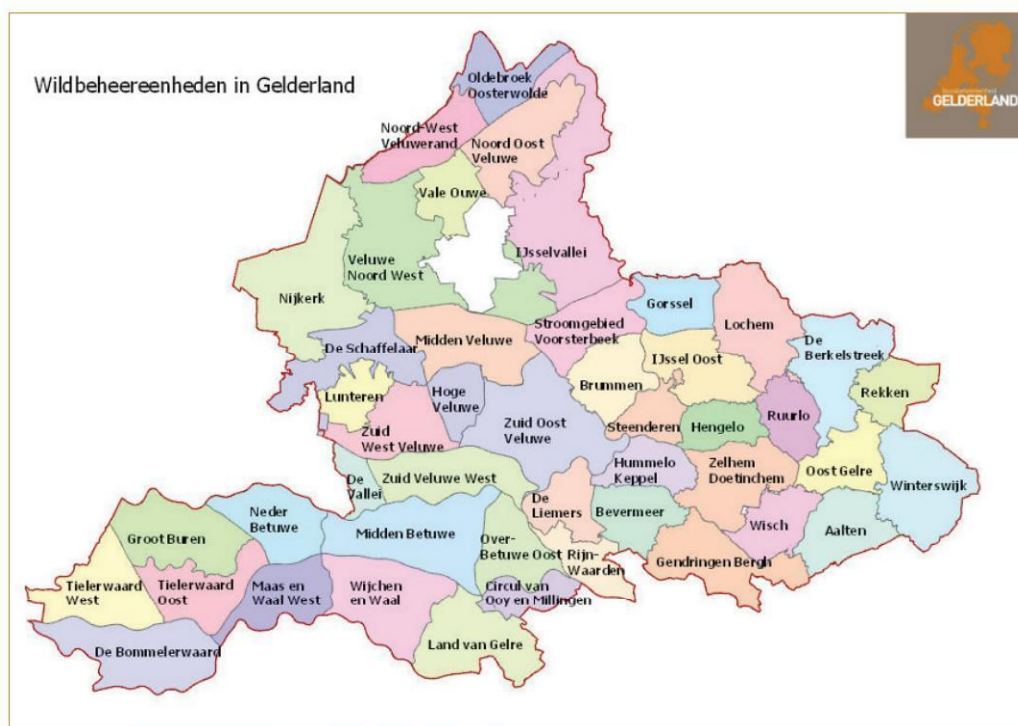 Wildbeheereenheden in Gelderland
GELDERLAND
Oldebroek
Oosterwolde
Noord-West
Veluwerand
Noord Oost
Veluwe
Vale Ouwe
IJsselvallei
Veluwe
Noord West
Nijkerk
Gorssel
Lochem
Stroomgebied
Voorsterbeek
De Schaffelaar
Midden Veluwe
De
Berkelstreek
IJssel Oost
Brummen
Rekken
Lunteren
Hoge
Veluwe
Ruurlo
Zuid
West Veluwe
Zuid Oost
Veluwe
Steenderen
Hengelo
De
Vallei
Zuid Veluwe West
Hummelo
Keppel
Zelhem
Doetinchem
Oost Gelre
Winterswijk
De
Liemers
Bevermeer
Wisch
Aalten
Neder
Betuwe
Groot Buren
Midden Betuwe
Over-
Betuwe Oost
Rijn-
Waarden
Gendringen Bergh
Tielerwaard
West
Tielerwaard
Oost
Maas en
Waal West
Wijchen
en Waal
Circul van
Ooy en Millingen
De Bommelerwaard
Land van Gelre